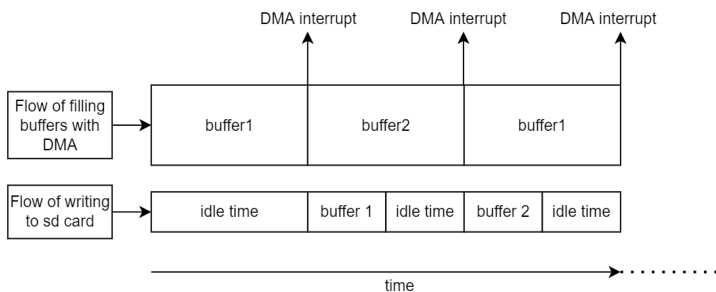 DMA interrupt
DMA interrupt
DMA interrupt
Flow of filling
buffers with
DMA
buffer1
buffer2
buffer1
Flow of writing
to sd card
idle time
buffer 1
idle time
buffer 2
idle time
time